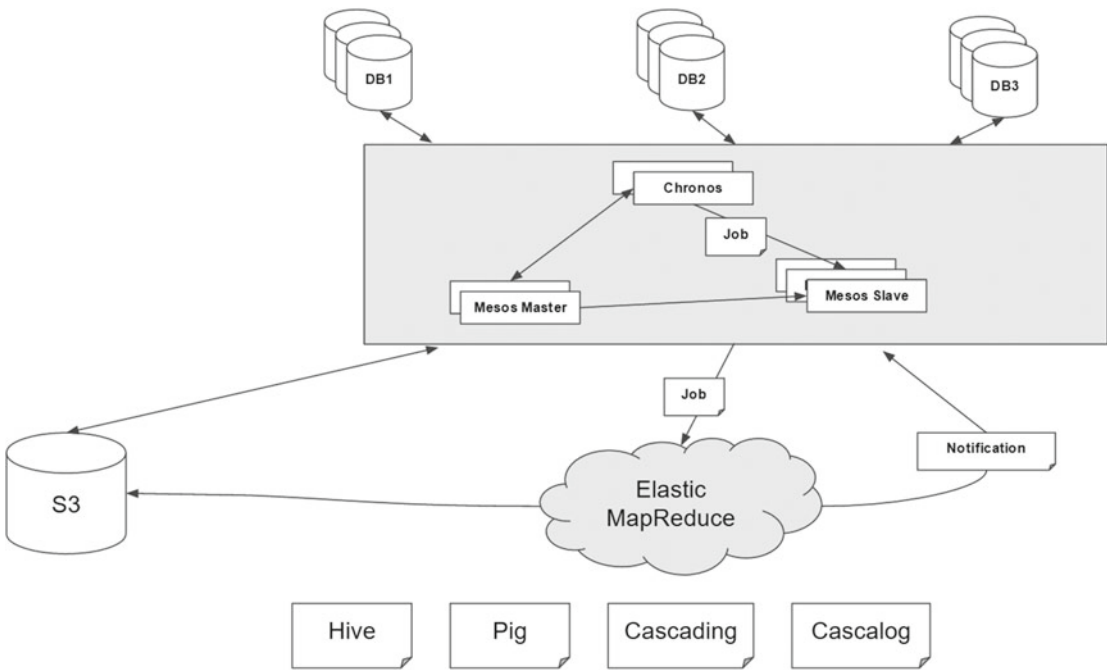 DB1
DB2
DB3
Chronos
Job
Mesos Master
Mesos Slave
Job
Notification
S3
Elastic
MapReduce
Hive
Pig
Cascading
Cascalog